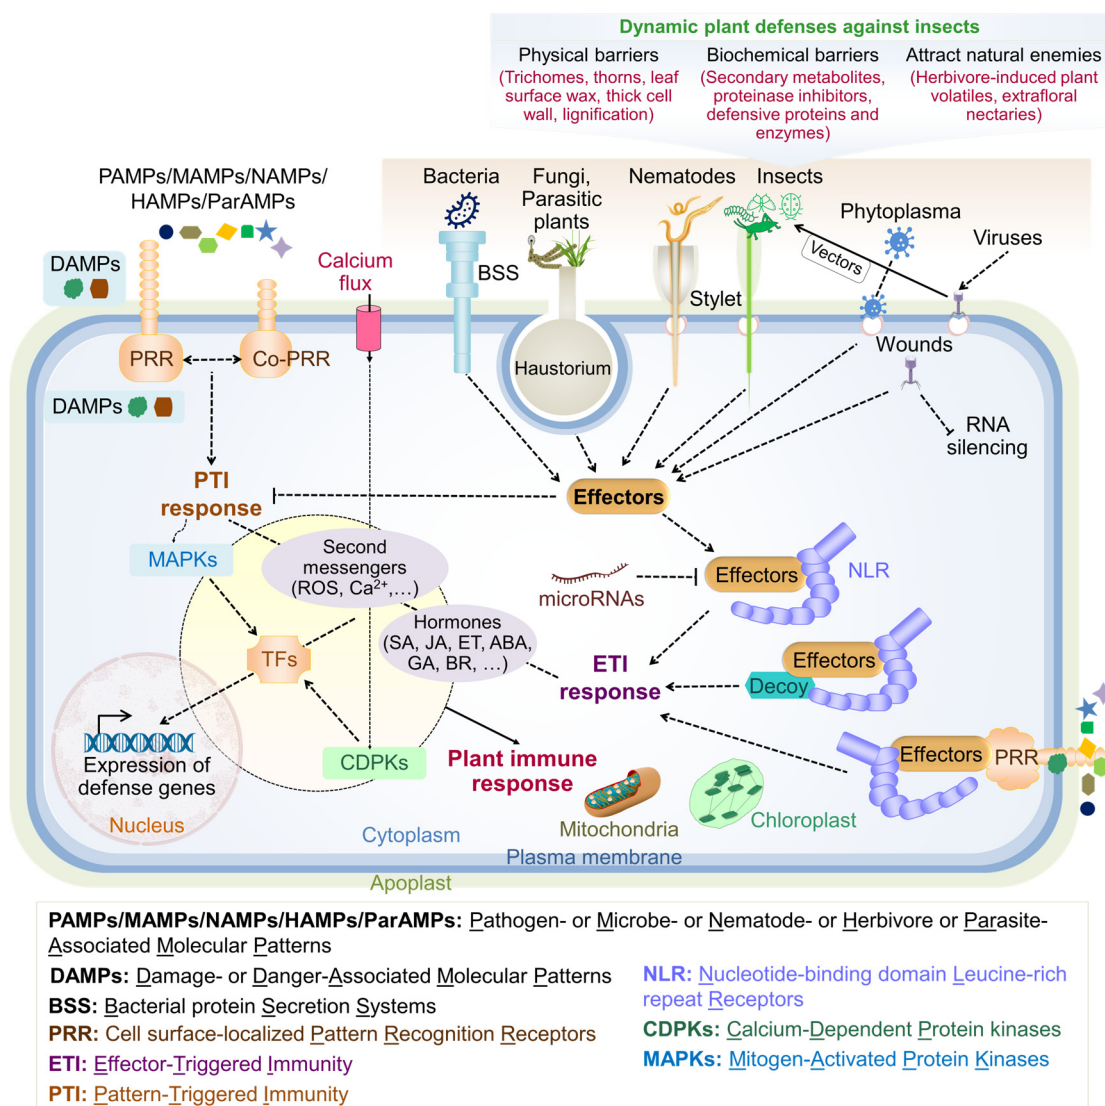 Dynamic plant defenses against insects
Physical barriers
(Trichomes, thorns, leaf
surface wax, thick cell
wall, lignification)
Biochemical barriers
(Secondary metabolites,
proteinase inhibitors,
defensive proteins and
enzymes)
Attract natural enemies
(Herbivore-induced plant
volatiles, extrafloral
nectaries)
PAMPs/MAMPs/NAMPs/
HAMPs/ParAMPs
Bacteria
Fungi,
Parasitic
plants
Nematodes
Insects
Phytoplasma
Viruses
Vectors
DAMPs
Calcium
flux
BSS
Stylet
PRR
Co-PRR
Haustorium
Wounds
DAMPs
RNA
silencing
PTI
response
Effectors
MAPKs
Second
messengers
(ROS, Ca²⁺,…)
microRNAs
Effectors
NLR
Hormones
(SA, JA, ET, ABA,
GA, BR, …)
TFs
ETI
response
Effectors
Decoy
Expression of
defense genes
Nucleus
CDPKs
Plant immune
response
Effectors
PRR
Mitochondria
Chloroplast
Cytoplasm
Plasma membrane
Apoplast
PAMPs/MAMPs/NAMPs/HAMPs/ParAMPs: Pathogen- or Microbe- or Nematode- or Herbivore or Parasite-
Associated Molecular Patterns
DAMPs: Damage- or Danger-Associated Molecular Patterns
BSS: Bacterial protein Secretion Systems
PRR: Cell surface-localized Pattern Recognition Receptors
ETI: Effector-Triggered Immunity
PTI: Pattern-Triggered Immunity
NLR: Nucleotide-binding domain Leucine-rich
repeat Receptors
CDPKs: Calcium-Dependent Protein kinases
MAPKs: Mitogen-Activated Protein Kinases